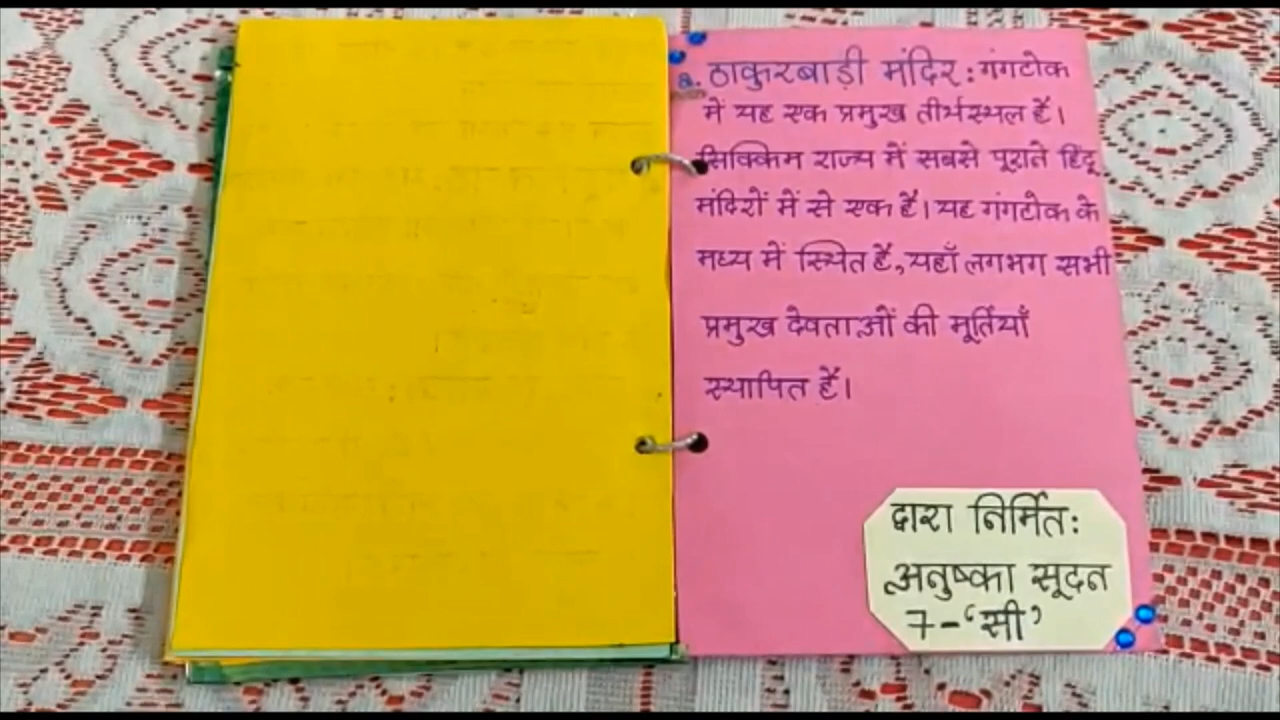 8. ठाकुरबाड़ी मंदिर: गंगटोक
में यह एक प्रमुख तीर्थस्थल है।
सिक्किम राज्य में सबसे पूराते हिंदू
मंदिरों में से एक है। यह गंगटोक के
मध्य में स्थित है, यहाँ लगभग सभी
प्रमुख देवताओं की मूर्तियाँ
स्थापित हैं।
द्वारा निर्मित:
अनुष्का सूदन
7-‘सी’